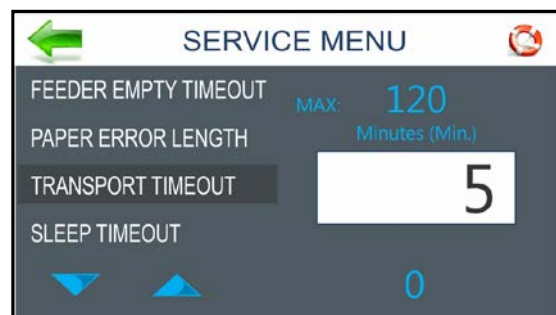 SERVICE MENU
FEEDER EMPTY TIMEOUT
PAPER ERROR LENGTH
TRANSPORT TIMEOUT
SLEEP TIMEOUT
MAX: 120
Minutes (Min.)
5
0